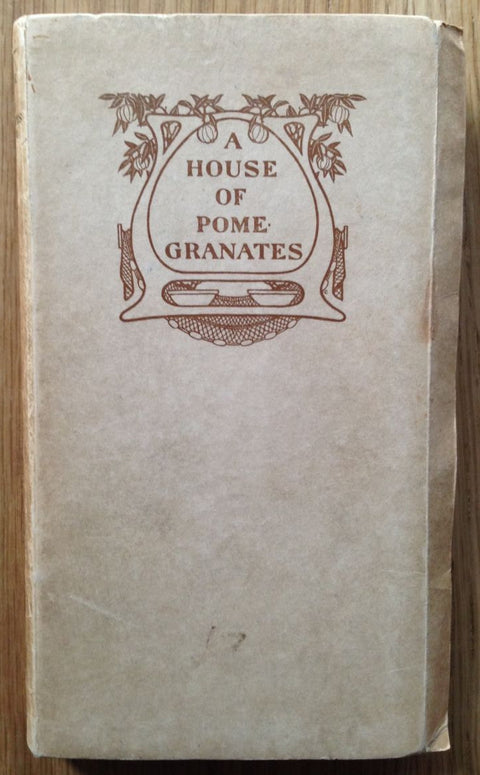 A
HOUSE
OF
POME·
GRANATES